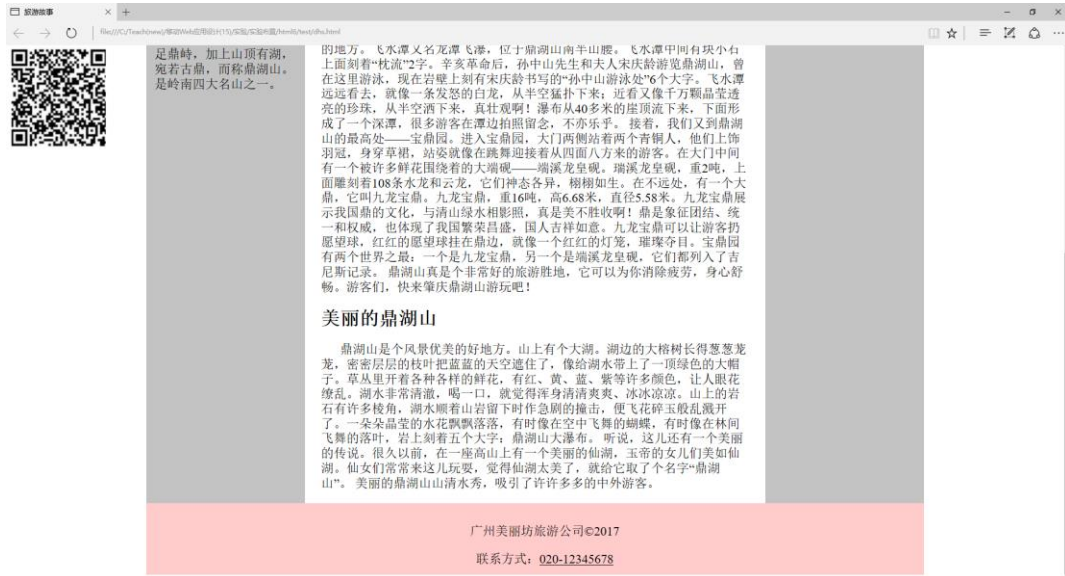 旅游故事
file:///C:/Teach(new)/移动Web应用设计(15)/实验/实验布置/html5/text/dhs.html
足鼎峙，加上山顶有湖，
宛若古鼎，而称鼎湖山。
是岭南四大名山之一。
的地方。飞水潭又名龙潭飞瀑，位于鼎湖山南半山腰。飞水潭中间有块小石
上面刻着“枕流”2字。辛亥革命后，孙中山先生和夫人宋庆龄游览鼎湖山，曾
在这里游泳，现在岩壁上刻有宋庆龄书写的“孙中山游泳处”6个大字。飞水潭
远远看去，就像一条发怒的白龙，从半空猛扑下来；近看又像千万颗晶莹透
亮的珍珠，从半空洒下来，真壮观啊！瀑布从40多米的崖顶流下来，下面形
成了一个深潭，很多游客在潭边拍照留念，不亦乐乎。 接着，我们又到鼎湖
山的最高处——宝鼎园。进入宝鼎园，大门两侧站着两个青铜人，他们上饰
羽冠，身穿草裙，站姿就像在跳舞迎接着从四面八方来的游客。在大门中间
有一个被许多鲜花围绕着的大端砚——端溪龙皇砚。瑞溪龙皇砚，重2吨，上
面雕刻着108条水龙和云龙，它们神态各异，栩栩如生。在不远处，有一个大
鼎，它叫九龙宝鼎。九龙宝鼎，重16吨，高6.68米，直径5.58米。九龙宝鼎展
示我国鼎的文化，与清山绿水相影照，真是美不胜收啊！鼎是象征团结、统
一和权威，也体现了我国繁荣昌盛，国人吉祥如意。九龙宝鼎可以让游客扔
愿望球，红红的愿望球挂在鼎边，就像一个红红的灯笼，璀璨夺目。宝鼎园
有两个世界之最：一个是九龙宝鼎，另一个是端溪龙皇砚，它们都列入了吉
尼斯记录。 鼎湖山真是个非常好的旅游胜地，它可以为你消除疲劳，身心舒
畅。游客们，快来肇庆鼎湖山游玩吧！
美丽的鼎湖山
鼎湖山是个风景优美的好地方。山上有个大湖。湖边的大榕树长得葱葱茏
茏，密密层层的枝叶把蓝蓝的天空遮住了，像给湖水带上了一顶绿色的大帽
子。草丛里开着各种各样的鲜花，有红、黄、蓝、紫等许多颜色，让人眼花
缭乱。湖水非常清澈，喝一口，就觉得浑身清清爽爽、冰冰凉凉。山上的岩
石有许多棱角，湖水顺着山岩留下时作急剧的撞击，便飞花碎玉般乱溅开
了。一朵朵晶莹的水花飘飘落落，有时像在空中飞舞的蝴蝶，有时像在林间
飞舞的落叶，岩上刻着五个大字：鼎湖山大瀑布。 听说，这儿还有一个美丽
的传说。很久以前，在一座高山上有一个美丽的仙湖，玉帝的女儿们美如仙
湖。仙女们常常来这儿玩耍，觉得仙湖太美了，就给它取了个名字“鼎湖
山”。 美丽的鼎湖山山清水秀，吸引了许许多多的中外游客。
广州美丽坊旅游公司©2017
联系方式：020-12345678